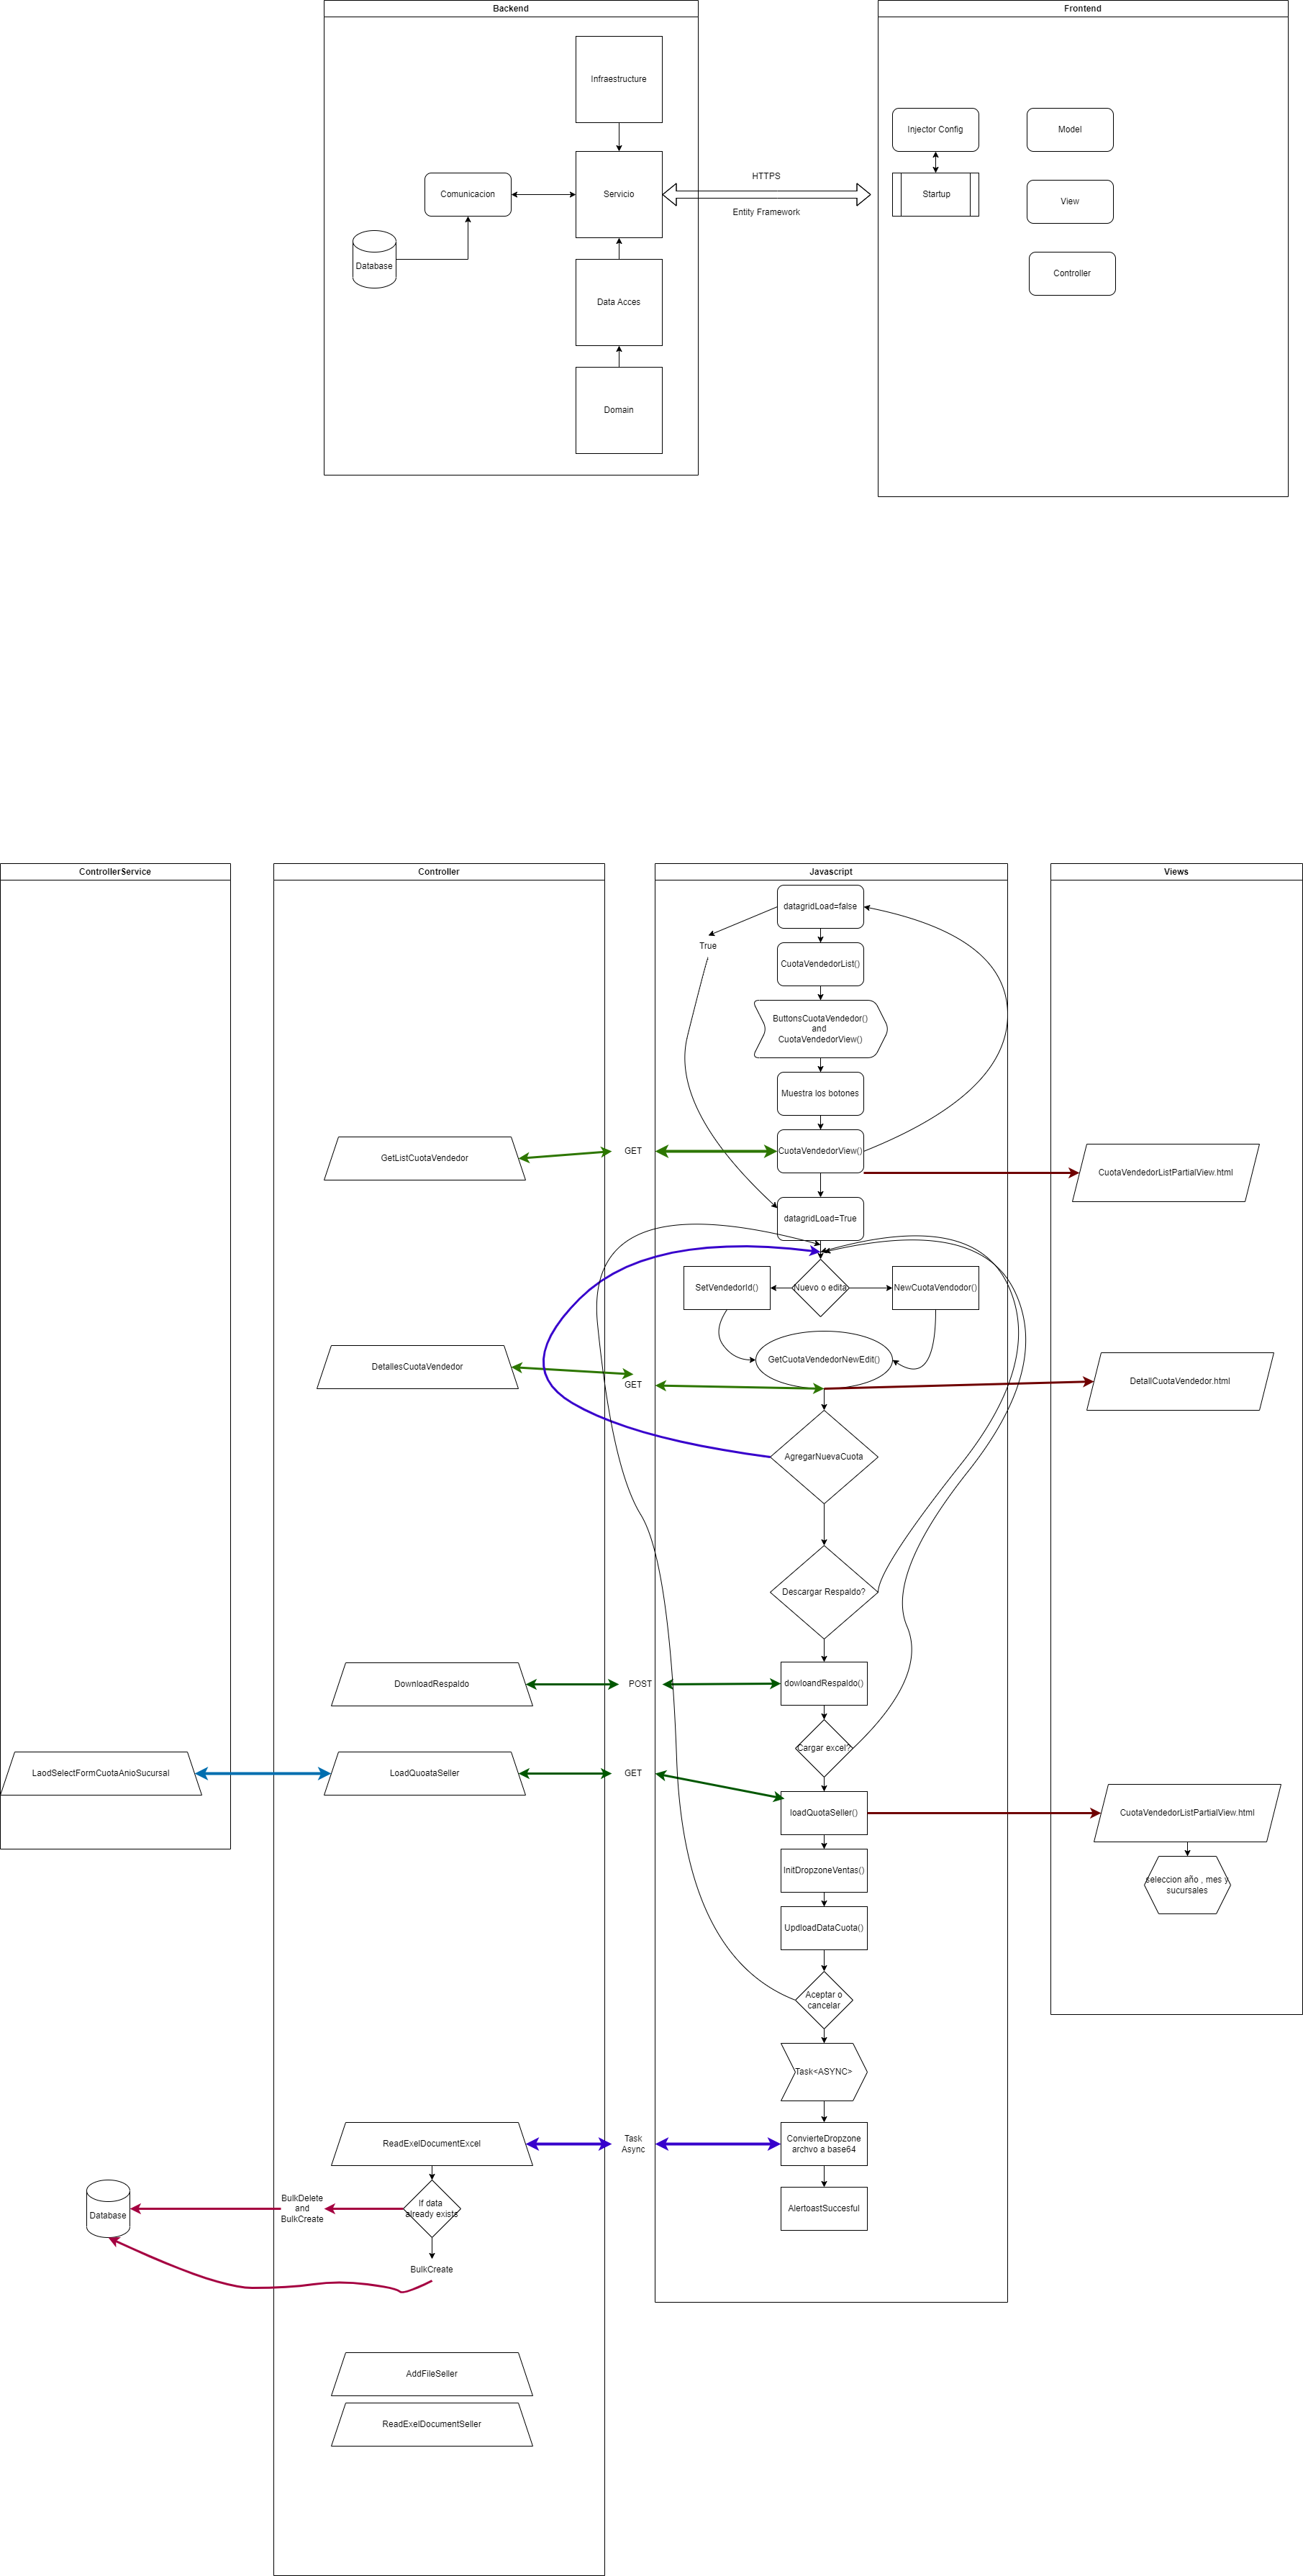 Backend
Frontend
Infraestructure
Injector Config
Model
HTTPS
Comunicacion
Servicio
Startup
View
Entity Framework
Database
Controller
Data Acces
Domain
ControllerService
Controller
Javascript
Views
datagridLoad=false
True
CuotaVendedorList()
ButtonsCuotaVendedor()
and
CuotaVendedorView()
Muestra los botones
GetListCuotaVendedor
GET
CuotaVendedorView()
CuotaVendedorListPartialView.html
datagridLoad=True
SetVendedorId()
Nuevo o edita
NewCuotaVendodor()
GetCuotaVendedorNewEdit()
DetallesCuotaVendedor
GET
DetallCuotaVendedor.html
AgregarNuevaCuota
Descargar Respaldo?
DownloadRespaldo
POST
dowloandRespaldo()
Cargar excel?
LaodSelectFormCuotaAnioSucursal
LoadQuoataSeller
GET
loadQuotaSeller()
CuotaVendedorListPartialView.html
InitDropzoneVentas()
seleccion año , mes y
sucursales
UpdloadDataCuota()
Aceptar o
cancelar
Task<ASYNC>
ReadExelDocumentExcel
Task
Async
ConvierteDropzone
archvo a base64
Database
BulkDelete
and
BulkCreate
If data
already exists
AlertoastSuccesful
BulkCreate
AddFileSeller
ReadExelDocumentSeller